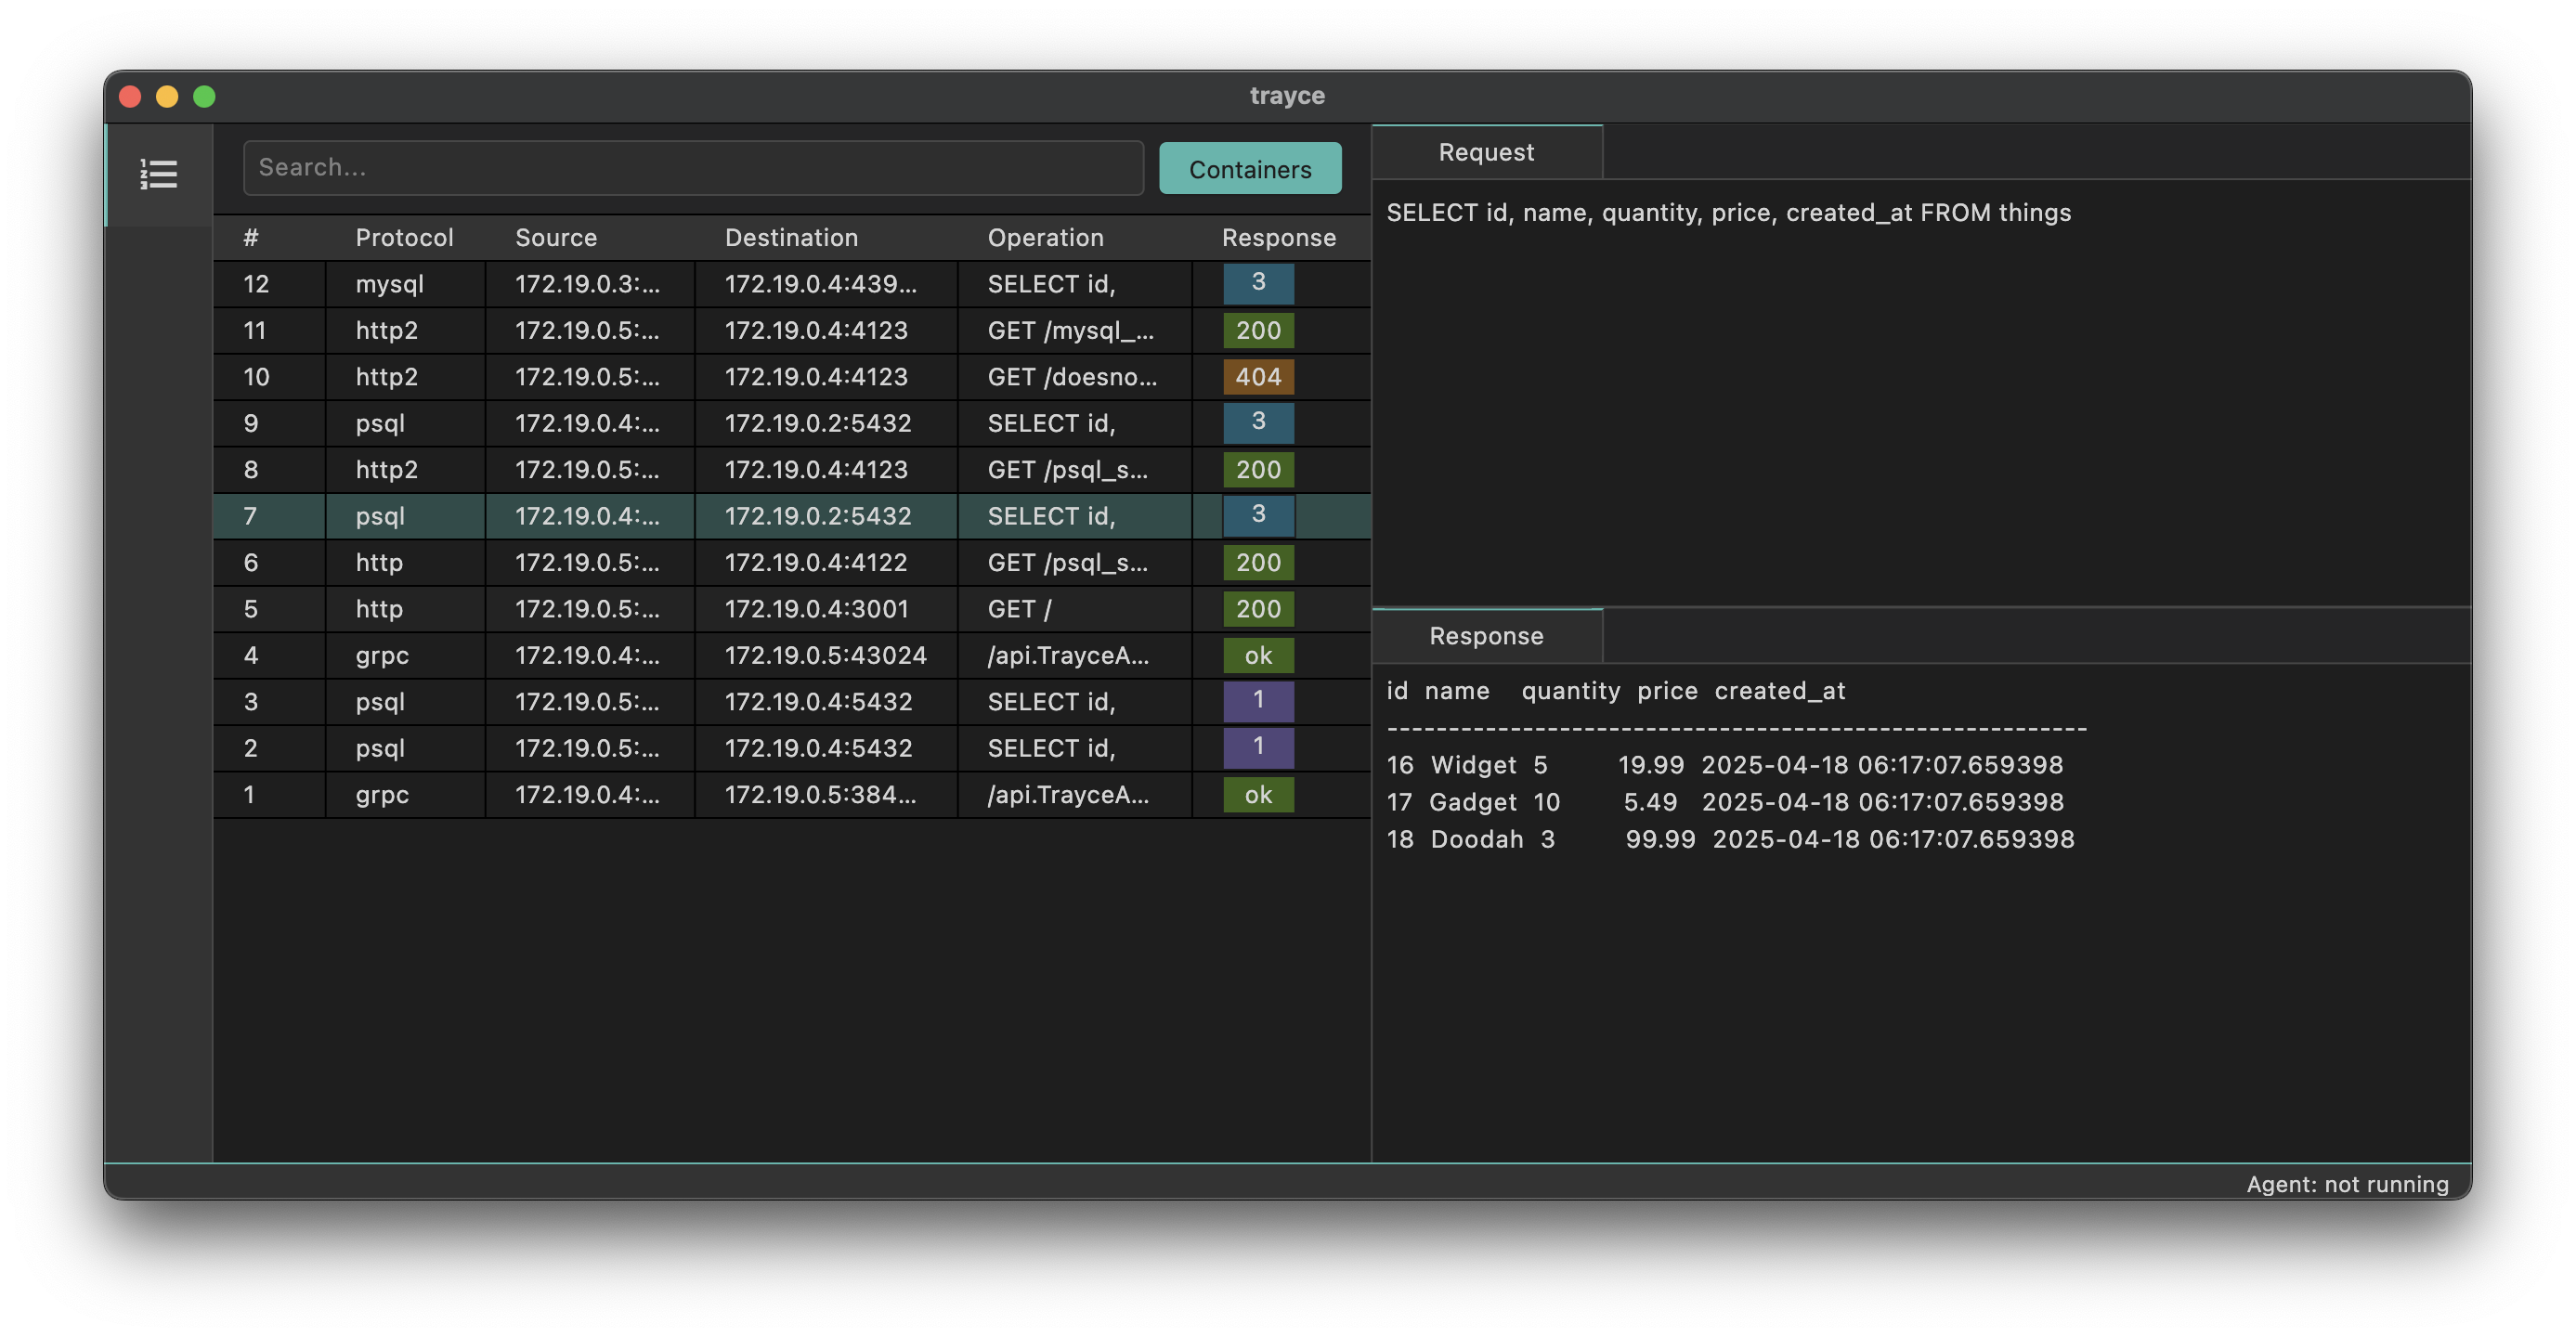 trayce
Search...
Containers
# Protocol Source Destination Operation Response
12 mysql 172.19.0.3:... 172.19.0.4:439... SELECT id, 3
11 http2 172.19.0.5:... 172.19.0.4:4123 GET /mysql_... 200
10 http2 172.19.0.5:... 172.19.0.4:4123 GET /doesno... 404
9 psql 172.19.0.4:... 172.19.0.2:5432 SELECT id, 3
8 http2 172.19.0.5:... 172.19.0.4:4123 GET /psql_s... 200
7 psql 172.19.0.4:... 172.19.0.2:5432 SELECT id, 3
6 http 172.19.0.5:... 172.19.0.4:4122 GET /psql_s... 200
5 http 172.19.0.5:... 172.19.0.4:3001 GET / 200
4 grpc 172.19.0.4:... 172.19.0.5:43024 /api.TrayceA... ok
3 psql 172.19.0.5:... 172.19.0.4:5432 SELECT id, 1
2 psql 172.19.0.5:... 172.19.0.4:5432 SELECT id, 1
1 grpc 172.19.0.4:... 172.19.0.5:384... /api.TrayceA... ok
Request
SELECT id, name, quantity, price, created_at FROM things
Response
id name quantity price created_at
---------------------------------------------------------
16 Widget 5 19.99 2025-04-18 06:17:07.659398
17 Gadget 10 5.49 2025-04-18 06:17:07.659398
18 Doodah 3 99.99 2025-04-18 06:17:07.659398
Agent: not running